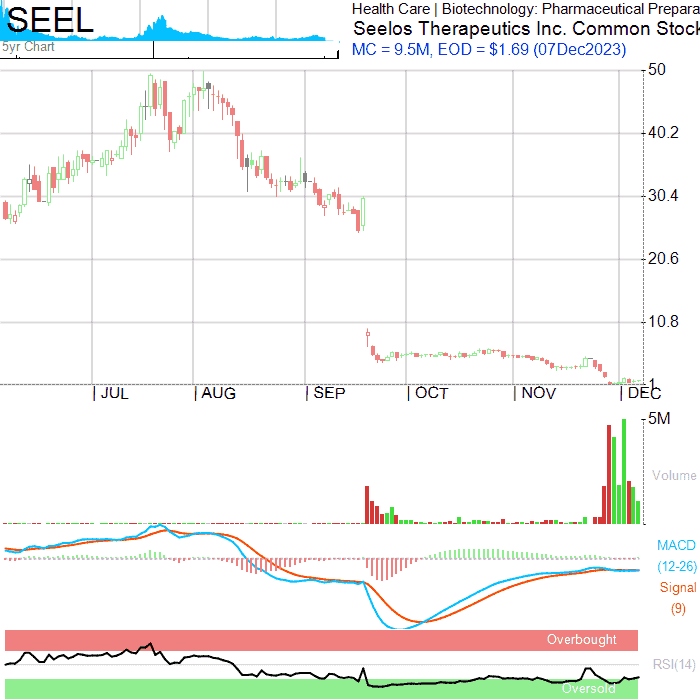 SEEL
5yr Chart
Health Care | Biotechnology: Pharmaceutical Prepara
Seelos Therapeutics Inc. Common Stock
MC = 9.5M, EOD = $1.69 (07Dec2023)
50
40.2
30.4
20.6
10.8
1
JUL AUG SEP OCT NOV DEC
5M
Volume
MACD
(12-26)
Signal
(9)
Overbought
RSI(14)
Oversold